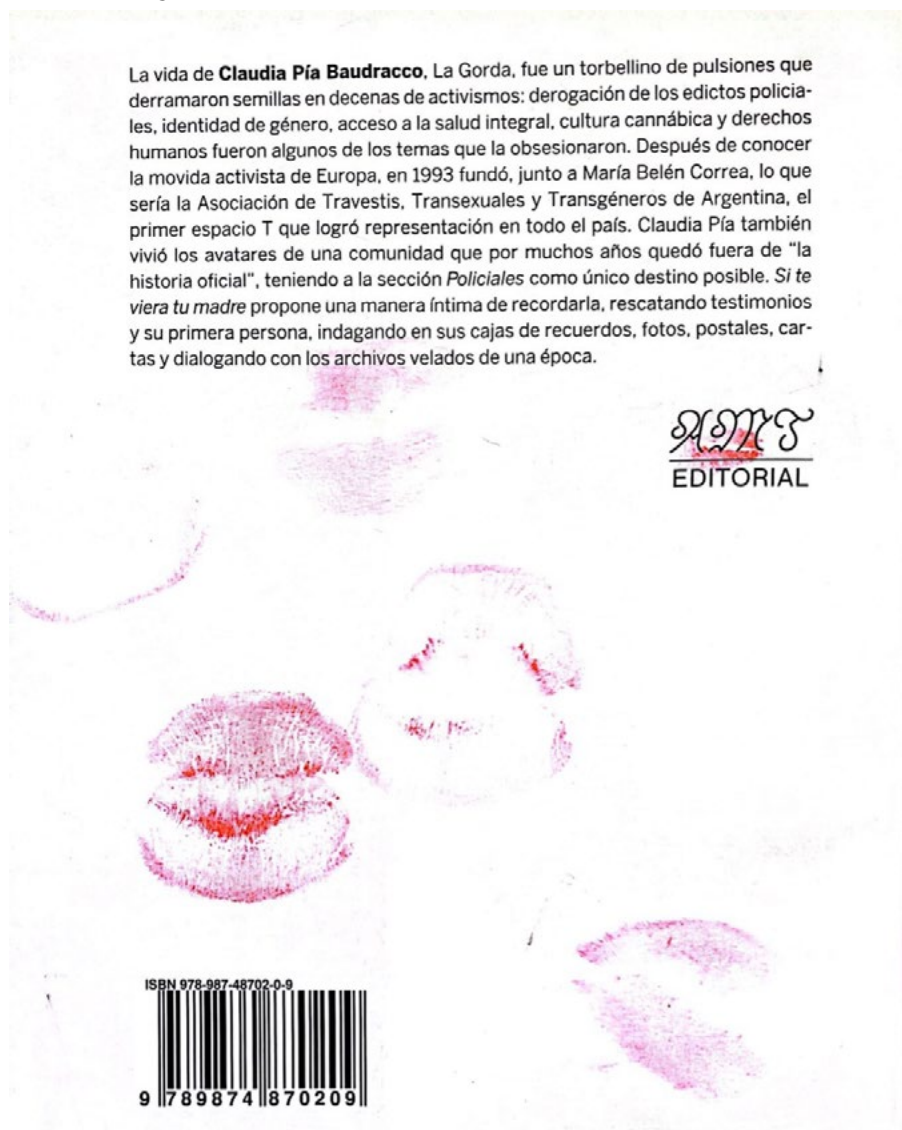 La vida de Claudia Pía Baudracco, La Gorda, fue un torbellino de pulsiones que
derramaron semillas en decenas de activismos: derogación de los edictos policia-
les, identidad de género, acceso a la salud integral, cultura cannábica y derechos
humanos fueron algunos de los temas que la obsesionaron. Después de conocer
la movida activista de Europa, en 1993 fundó, junto a María Belén Correa, lo que
sería la Asociación de Travestis, Transexuales y Transgéneros de Argentina, el
primer espacio T que logró representación en todo el país. Claudia Pía también
vivió los avatares de una comunidad que por muchos años quedó fuera de “la
historia oficial”, teniendo a la sección Policiales como único destino posible. Si te
viera tu madre propone una manera íntima de recordarla, rescatando testimonios
y su primera persona, indagando en sus cajas de recuerdos, fotos, postales, car-
tas y dialogando con los archivos velados de una época.
AMT
EDITORIAL
ISBN 978-987-48702-0-9
9 789874 870209